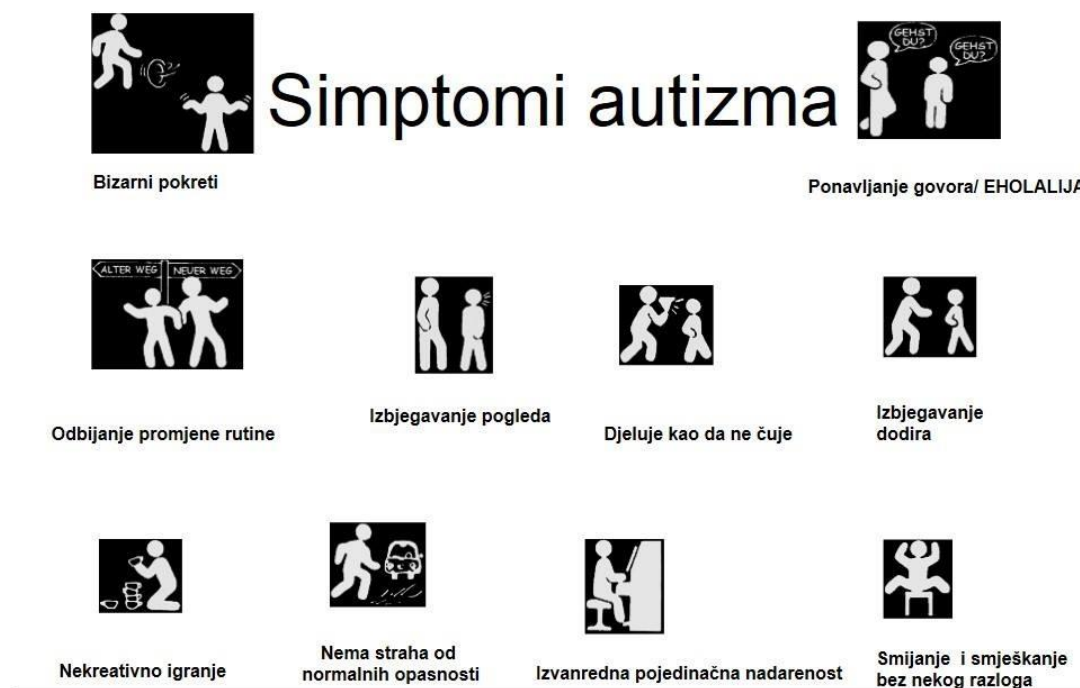 Simptomi autizma
GEHST
DU?
GEHST
DU?
Bizarni pokreti
Ponavljanje govora/ EHOLALIJA
ALTER WEG
NEUER WEG
Odbijanje promjene rutine
Izbjegavanje pogleda
Djeluje kao da ne čuje
Izbjegavanje
dodira
Nekreativno igranje
Nema straha od
normalnih opasnosti
Izvanredna pojedinačna nadarenost
Smijanje i smješkanje
bez nekog razloga